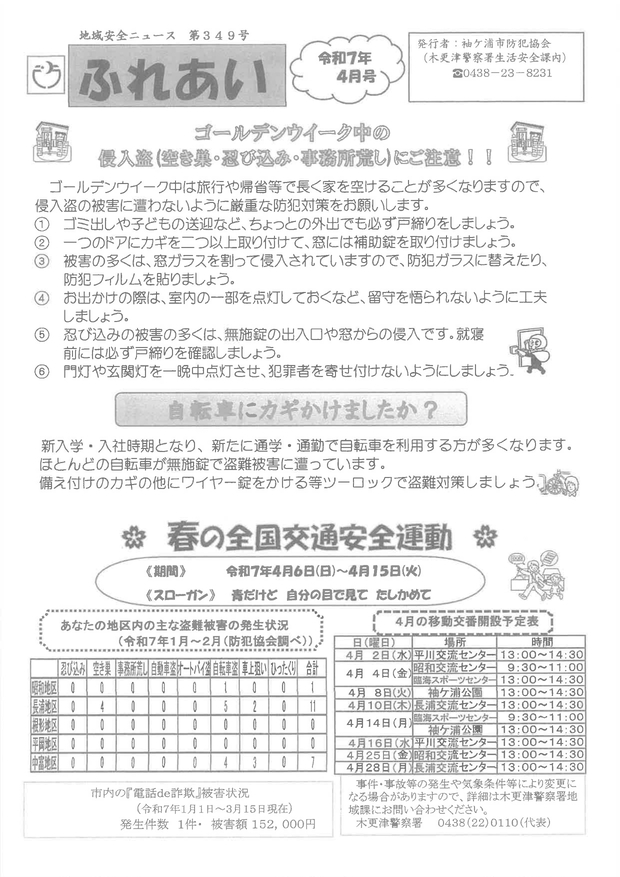 地域安全ニュース 第３４９号
ふれあい
令和7年
4月号
発行者：袖ケ浦市防犯協会
（木更津警察署生活安全課内）
☎0438－23－8231
ゴールデンウイーク中の
侵入盗(空き巣・忍び込み・事務所荒し)にご注意！！
ゴールデンウイーク中は旅行や帰省等で長く家を空けることが多くなりますので、
侵入盗の被害に遭わないように厳重な防犯対策をお願いします。
① ゴミ出しや子どもの送迎など、ちょっとの外出でも必ず戸締りをしましょう。
② 一つのドアにカギを二つ以上取り付けて、窓には補助錠を取り付けましょう。
③ 被害の多くは、窓ガラスを割って侵入されていますので、防犯ガラスに替えたり、
防犯フィルムを貼りましょう。
④ お出かけの際は、室内の一部を点灯しておくなど、留守を悟られないように工夫
しましょう。
⑤ 忍び込みの被害の多くは、無施錠の出入口や窓からの侵入です。就寝
前には必ず戸締りを確認しましょう。
⑥ 門灯や玄関灯を一晩中点灯させ、犯罪者を寄せ付けないようにしましょう。
自転車にカギかけましたか？
新入学・入社時期となり、新たに通学・通勤で自転車を利用する方が多くなります。
ほとんどの自転車が無施錠で盗難被害に遭っています。
備え付けのカギの他にワイヤー錠をかける等ツーロックで盗難対策しましょう。
春の全国交通安全運動
《期間》 令和7年4月6日(日)～4月15日(火)
《スローガン》 青だけど 自分の目で見て たしかめて
あなたの地区内の主な盗難被害の発生状況
（令和7年1月～2月(防犯協会調べ)）
忍び込み 空き巣 事務所荒し 自動車盗 オートバイ盗 自転車盗 車上狙い ひったくり 合計
昭和地区 0 0 0 0 0 1 0 0 1
長浦地区 0 4 0 0 0 5 2 0 11
根形地区 0 0 0 0 0 0 0 0 0
平岡地区 0 0 0 0 0 0 0 0 0
中富地区 0 0 0 0 0 4 3 0 7
市内の『電話de詐欺』被害状況
（令和7年1月1日～3月15日現在）
発生件数 1件・ 被害額 152,000円
4月の移動交番開設予定表
日(曜日) 場所 時間
4月 2日(水) 平川交流センター 13:00～14:30
4月 4日(金) 昭和交流センター 9:30～11:00
臨海スポーツセンター 13:00～14:30
4月 8日(火) 袖ケ浦公園 13:00～14:30
4月10日(木) 長浦交流センター 13:00～14:30
4月14日(月) 臨海スポーツセンター 9:30～11:00
袖ケ浦公園 13:00～14:30
4月16日(水) 平川交流センター 13:00～14:30
4月25日(金) 昭和交流センター 13:00～14:30
4月28日(月) 長浦交流センター 13:00～14:30
事件・事故等の発生や気象条件等により変更に
なる場合がありますので、詳細は木更津警察署地
域課にお問い合わせください。
木更津警察署 0438(22)0110(代表)